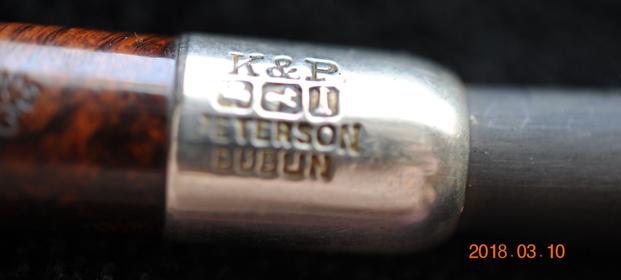 K&P
PETERSON
DUBLIN
2018.03.10